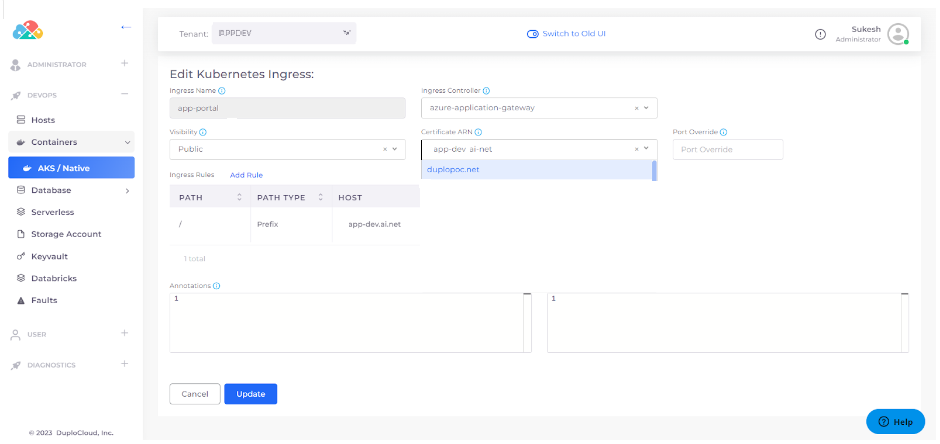 Tenant: Switch to Old UI Sukesh
Administrator
ADMINISTRATOR
DEVOPS
Hosts
Containers
AKS / Native
Database
Serverless
Storage Account
Keyvault
Databricks
Faults
USER
DIAGNOSTICS
© 2023 DuploCloud, Inc.
Edit Kubernetes Ingress:
Ingress Name Ingress Controller
app-portal azure-application-gateway
Visibility Certificate ARN Port Override
Public app-dev ai-net Port Override
duplopoc.net
Ingress Rules Add Rule
PATH PATH TYPE HOST
/ Prefix app-dev.ai.net
1 total
Annotations
1 1
Cancel Update
Help